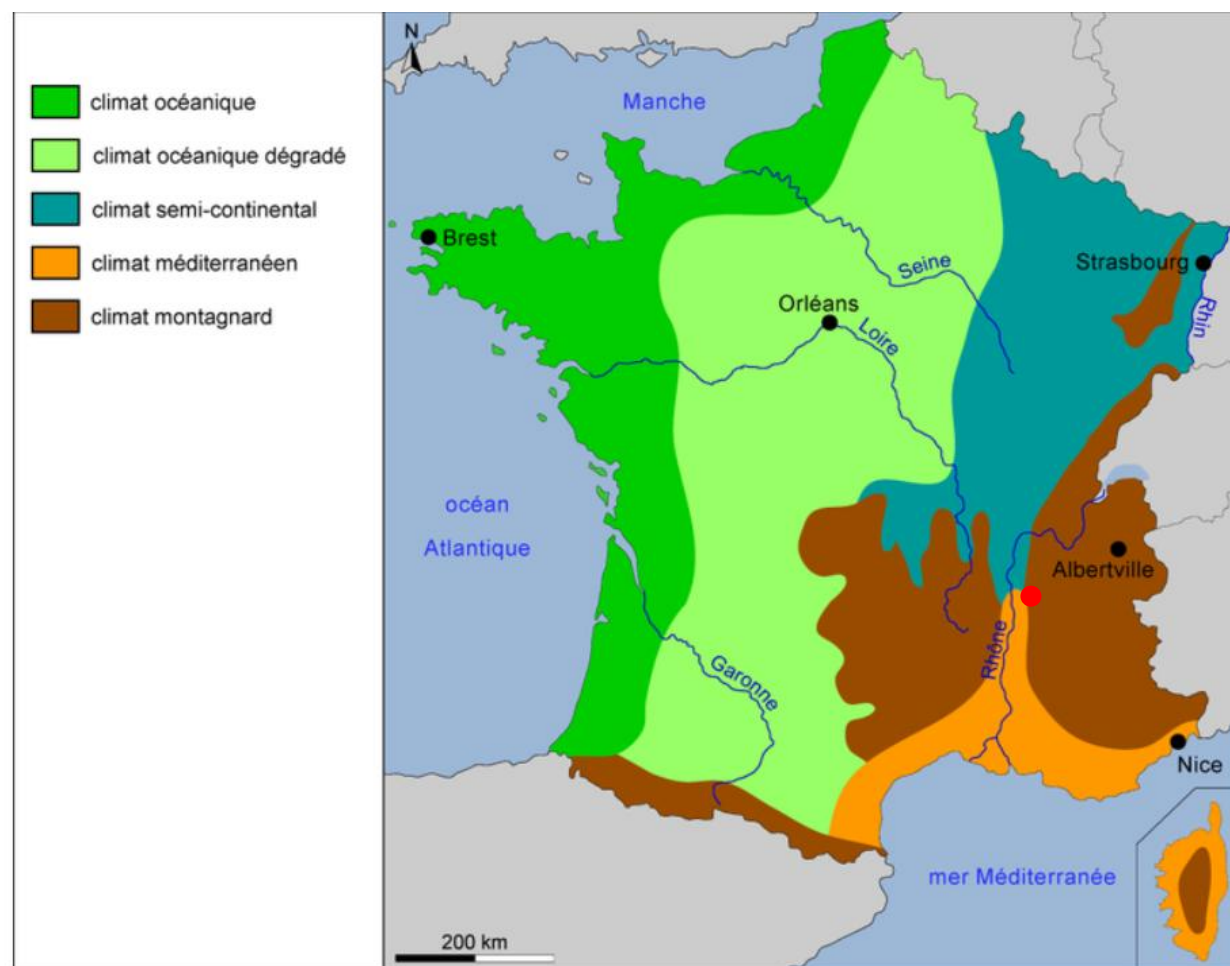 climat océanique
climat océanique dégradé
climat semi-continental
climat méditerranéen
climat montagnard
N
Manche
Brest
Strasbourg
Seine
Rhin
Orléans
Loire
océan
Atlantique
Albertville
Rhône
Garonne
Nice
mer Méditerranée
200 km